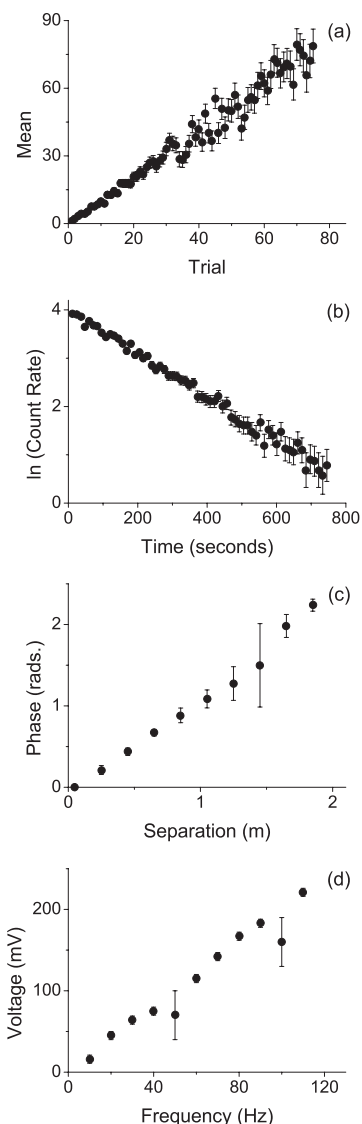 (a)
90
60
30
0
Mean
0 20 40 60 80
Trial
(b)
4
2
0
ln (Count Rate)
0 200 400 600 800
Time (seconds)
(c)
2
1
0
Phase (rads.)
0 1 2
Separation (m)
(d)
200
100
0
Voltage (mV)
0 40 80 120
Frequency (Hz)